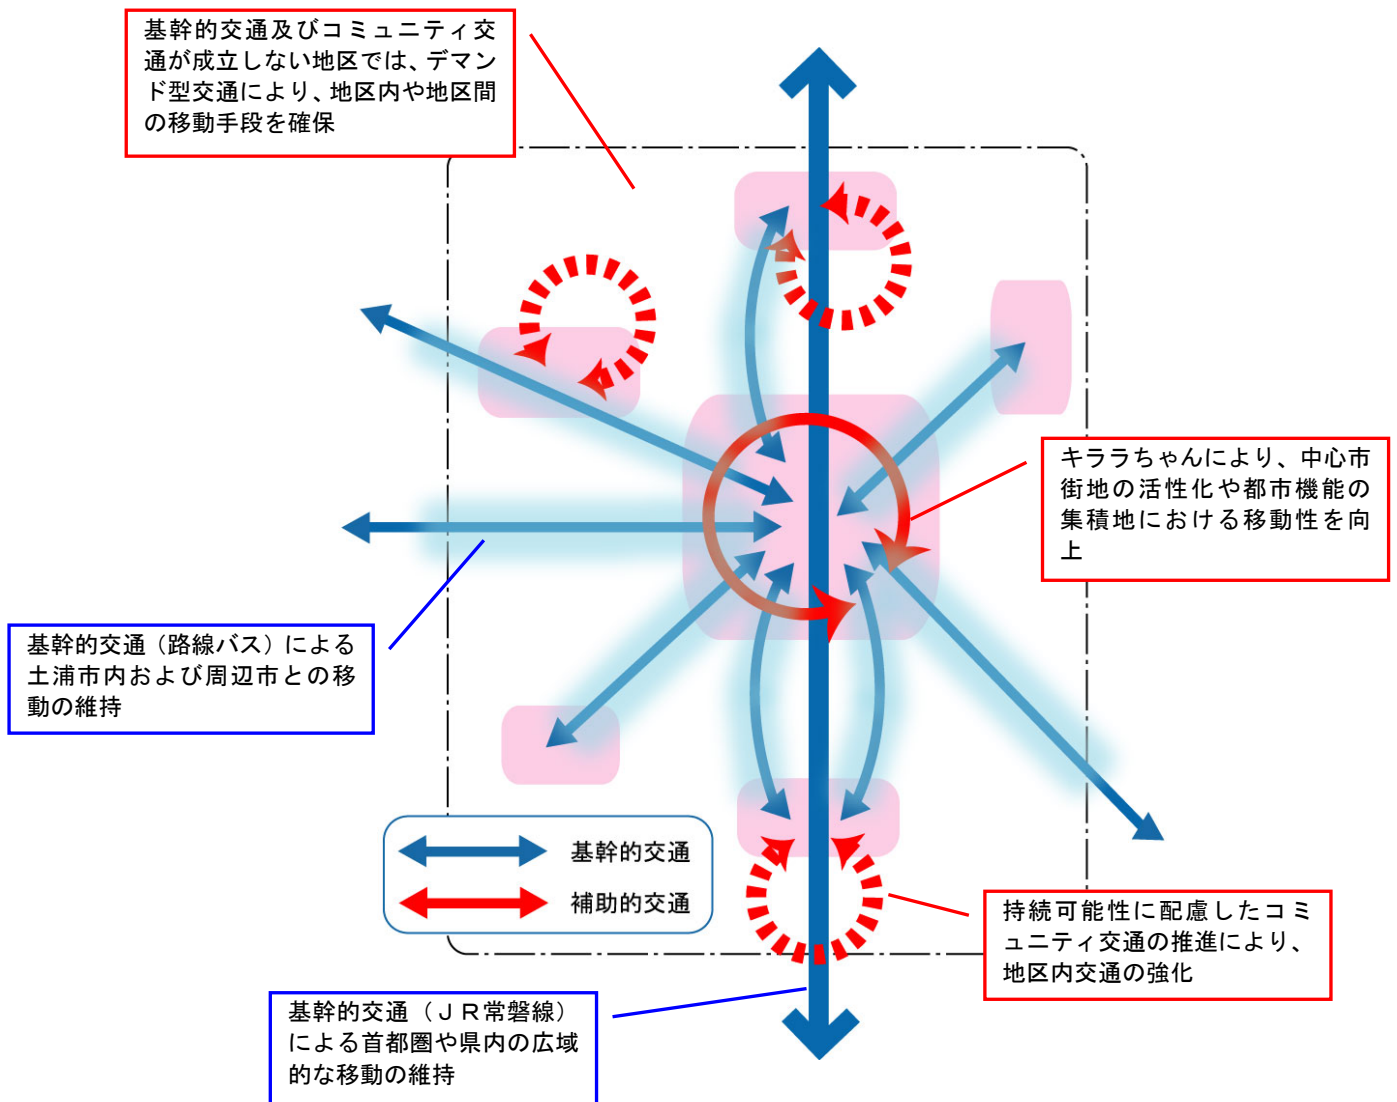 基幹的交通及びコミュニティ交
通が成立しない地区では、デマン
ド型交通により、地区内や地区間
の移動手段を確保
キララちゃんにより、中心市
街地の活性化や都市機能の
集積地における移動性を向
上
基幹的交通（路線バス）による
土浦市内および周辺市との移
動の維持
基幹的交通
補助的交通
持続可能性に配慮したコミ
ュニティ交通の推進により、
地区内交通の強化
基幹的交通（ＪＲ常磐線）
による首都圏や県内の広域
的な移動の維持